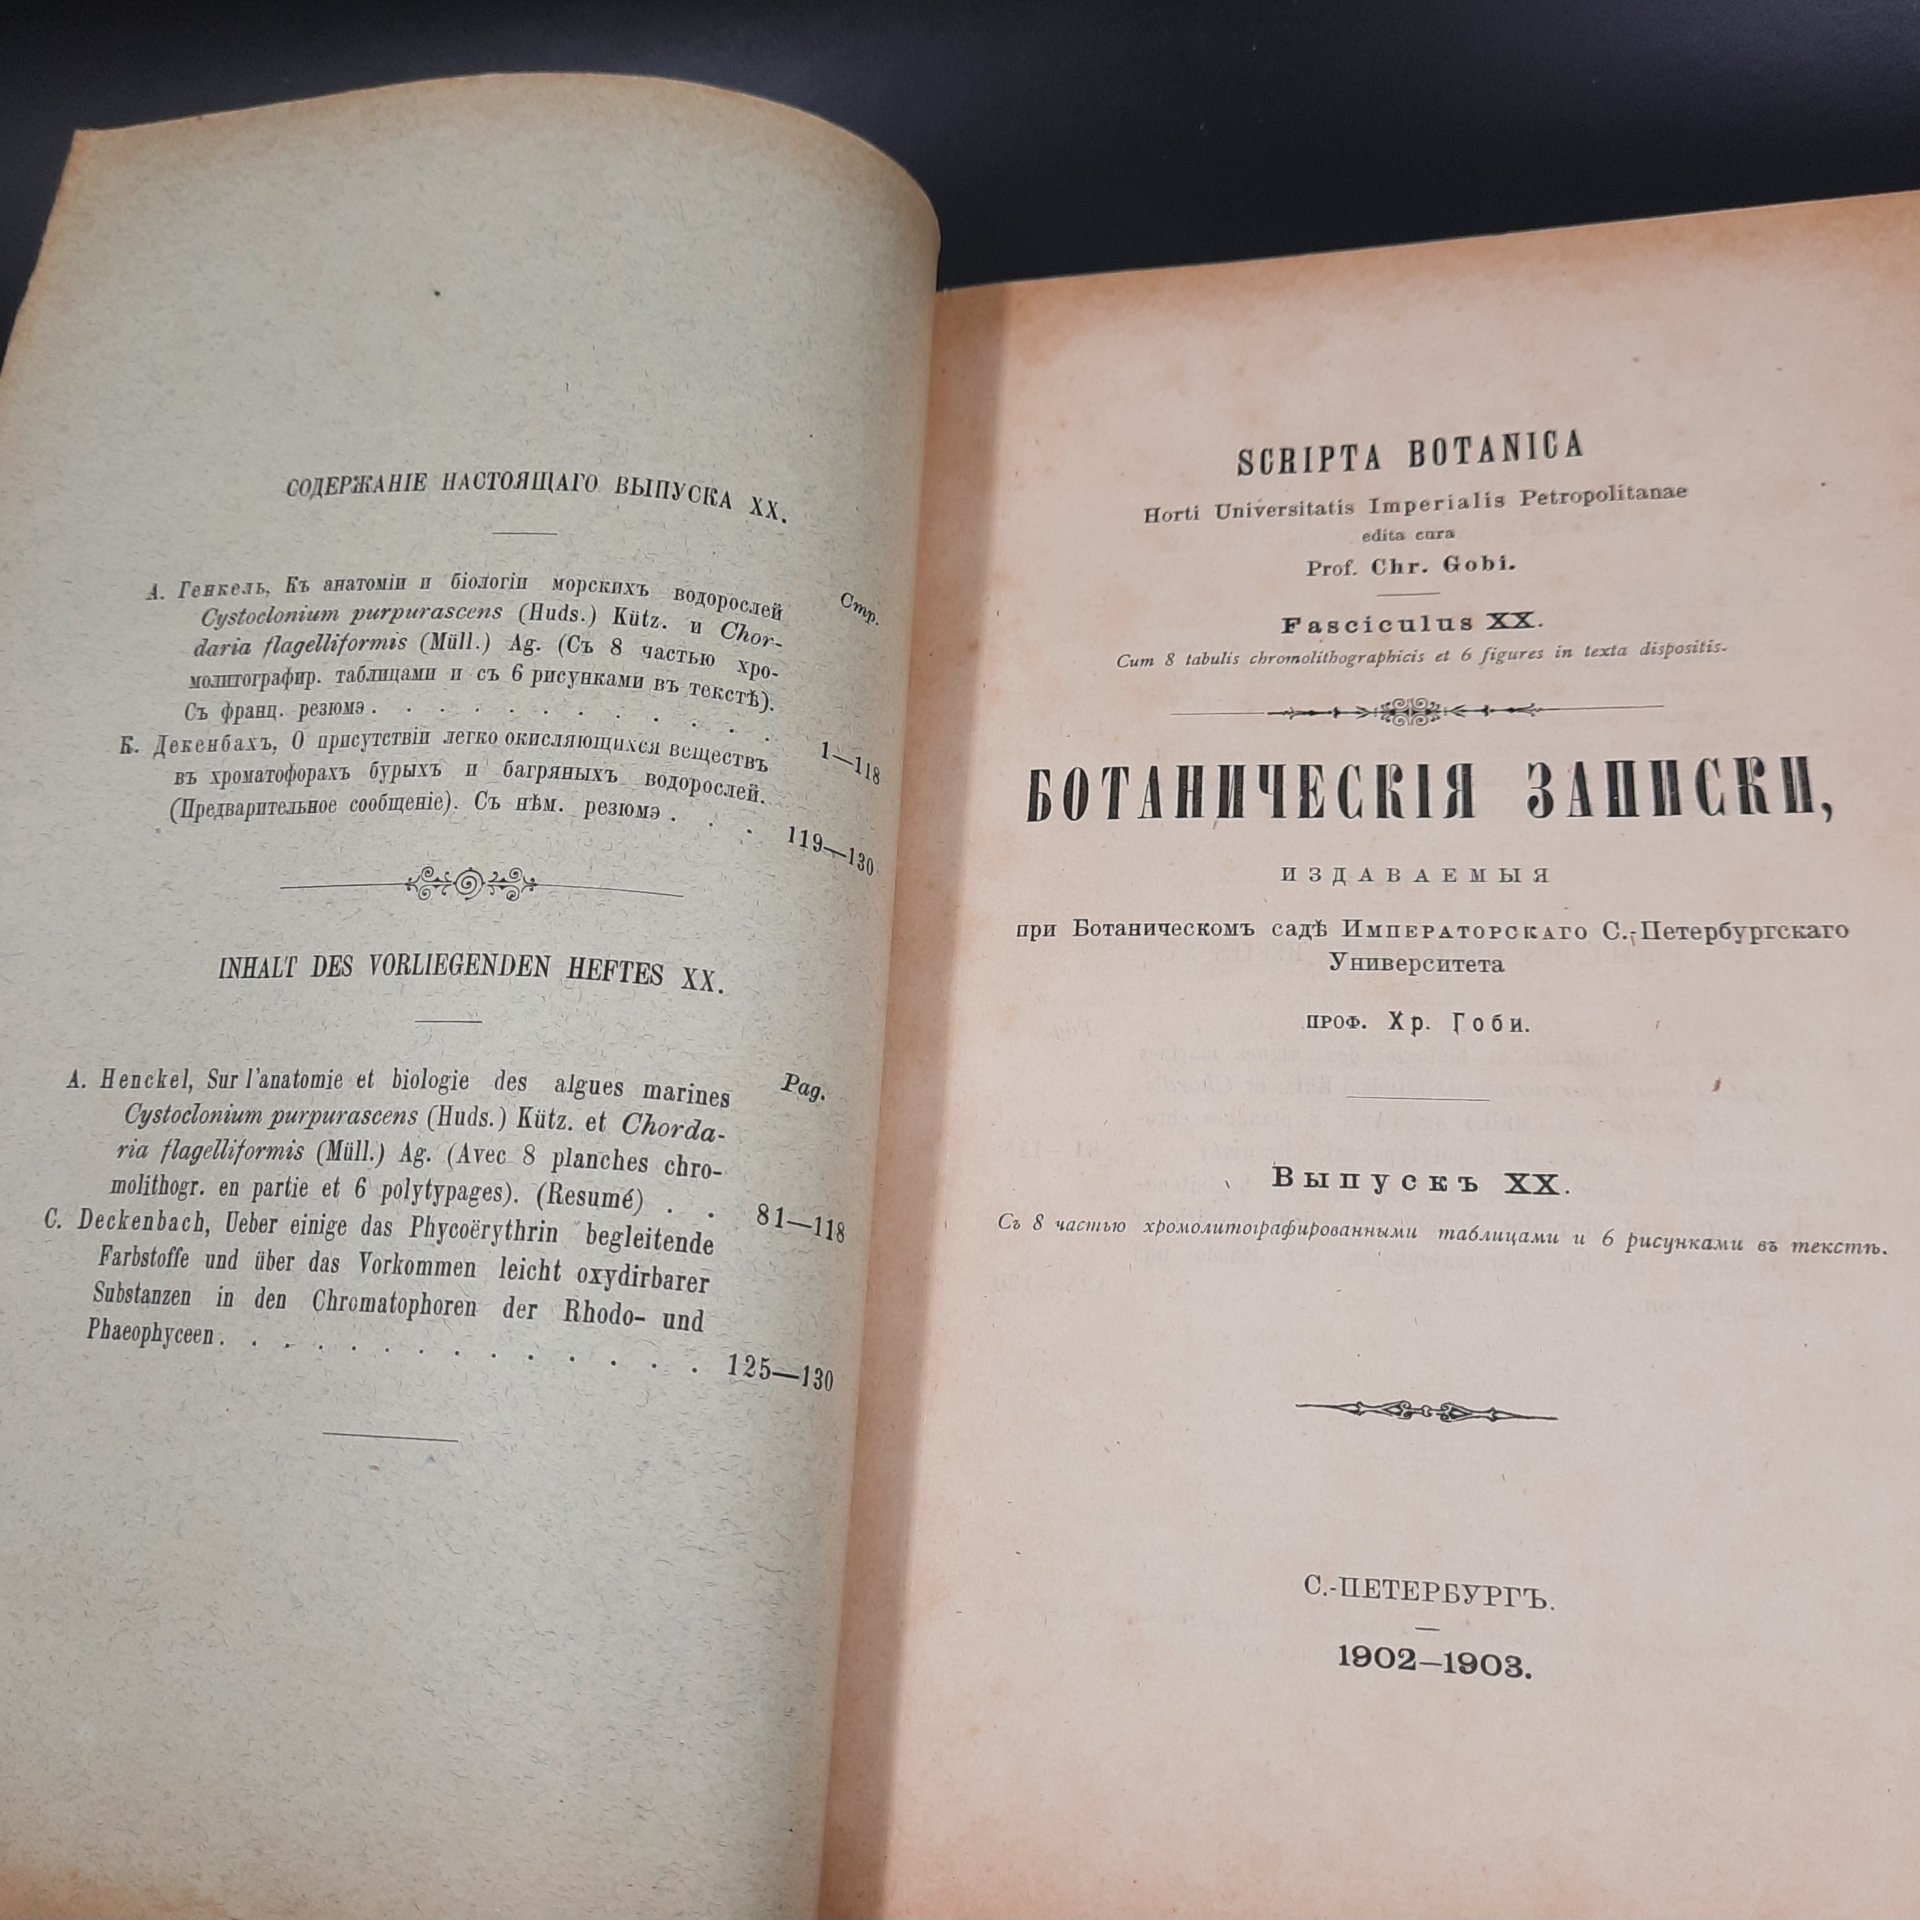 СОДЕРЖАНІЕ НАСТОЯЩАГО ВЫПУСКА XX.
Стр.
А. Генкель, Къ анатоміи и біологіи морскихъ водорослей
Cystoclonium purpurascens (Huds.) Kütz. и Chor-
daria flagelliformis (Müll.) Ag. (Съ 8 частью хро-
молитографир. таблицами и съ 6 рисунками въ текстѣ).
Съ франц. резюмэ . . . . . . . . . . . . 1—118
К. Декенбахъ, О присутствіи легко окисляющихся веществъ
въ хроматофорахъ бурыхъ и багряныхъ водорослей.
(Предварительное сообщеніе). Съ нѣм. резюмэ . . . 119—130
INHALT DES VORLIEGENDEN HEFTES XX.
Pag.
A. Henckel, Sur l'anatomie et biologie des algues marines
Cystoclonium purpurascens (Huds.) Kütz. et Chorda-
ria flagelliformis (Müll.) Ag. (Avec 8 planches chro-
molithogr. en partie et 6 polytypages). (Resumé) . . 81—118
C. Deckenbach, Ueber einige das Phycoërythrin begleitende
Farbstoffe und über das Vorkommen leicht oxydirbarer
Substanzen in den Chromatophoren der Rhodo- und
Phaeophyceen . . . . . . . . . . . . . . 125—130
SCRIPTA BOTANICA
Horti Universitatis Imperialis Petropolitanae
edita cura
Prof. Chr. Gobi.
Fasciculus XX.
Cum 8 tabulis chromolithographicis et 6 figures in texta dispositis.
БОТАНИЧЕСКІЯ ЗАПИСКИ,
ИЗДАВАЕМЫЯ
при Ботаническомъ садѣ Императорскаго С.-Петербургскаго
Университета
проф. Хр. Гоби.
Выпускъ XX.
Съ 8 частью хромолитографированными таблицами и 6 рисунками въ текстѣ.
С.-ПЕТЕРБУРГЪ.
1902—1903.